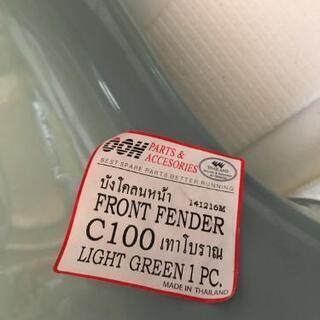 OOH PARTS &
ACCESORIES
BEST SPARE PARTS BETTER RUNNING
บังโคลนหน้า 141216M
FRONT FENDER
C100 เทาโบราณ
LIGHT GREEN 1 PC.
MADE IN THAILAND